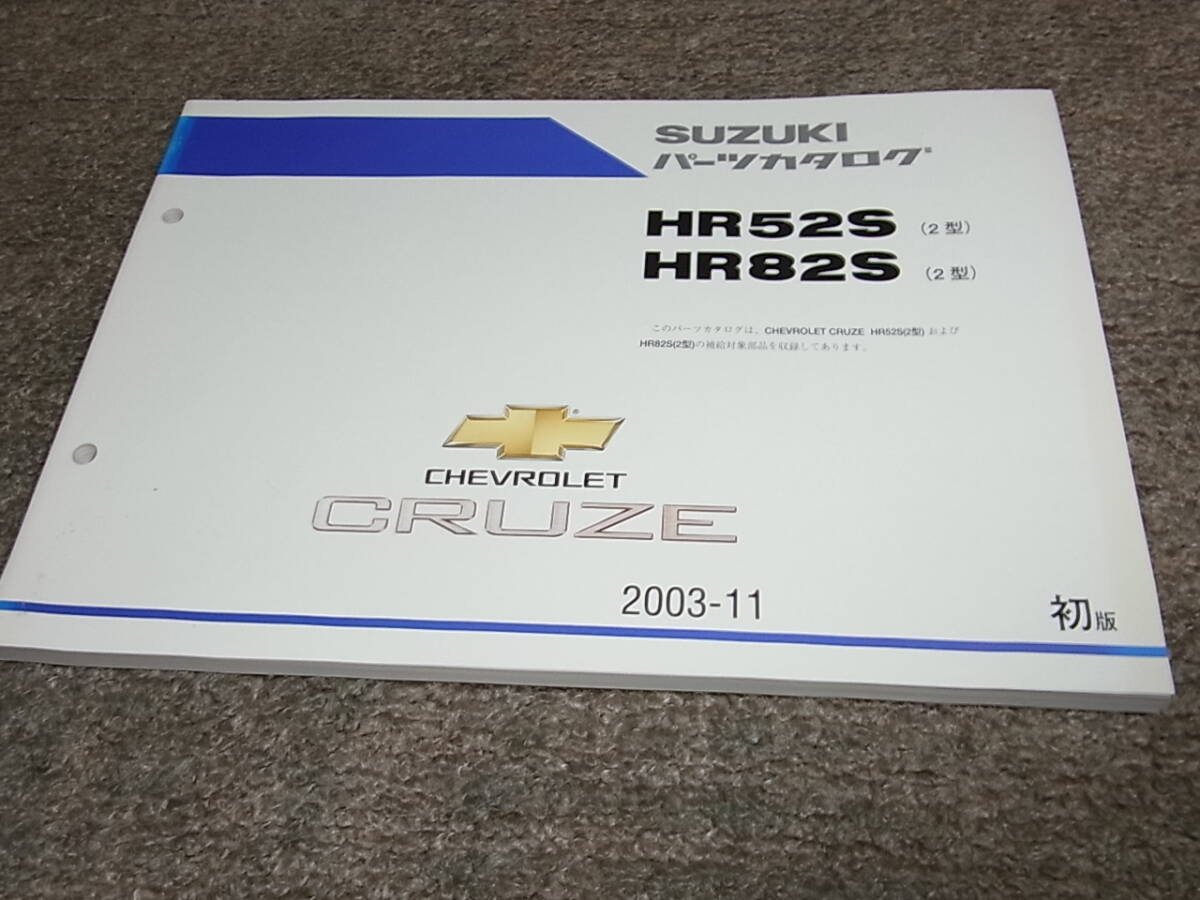 SUZUKI
パーツカタログ
HR52S (2型)
HR82S (2型)
このパーツカタログは、CHEVROLET CRUZE HR52S(2型) および
HR82S(2型)の補給対象部品を収録してあります。
CHEVROLET
CRUZE
2003-11
初版